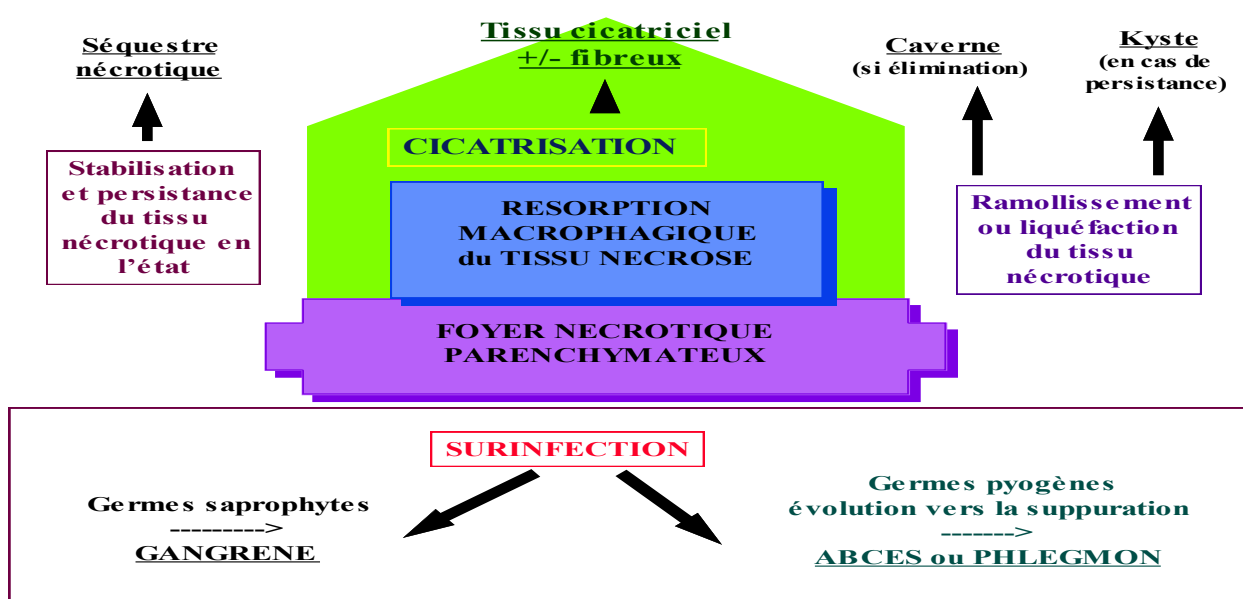 Séquestre
nécrotique
Tissu cicatriciel
+/- fibreux
Caverne
(si élimination)
Kyste
(en cas de
persistance)
CICATRISATION
Stabilisation
et persistance
du tissu
nécrotique en
l'état
RESORPTION
MACROPHAGIQUE
du TISSU NECROSE
Ramollissement
ou liquéfaction
du tissu
nécrotique
FOYER NECROTIQUE
PARENCHYMATEUX
SURINFECTION
Germes saprophytes
--------->
GANGRENE
Germes pyogènes
évolution vers la suppuration
------->
ABCES ou PHLEGMON